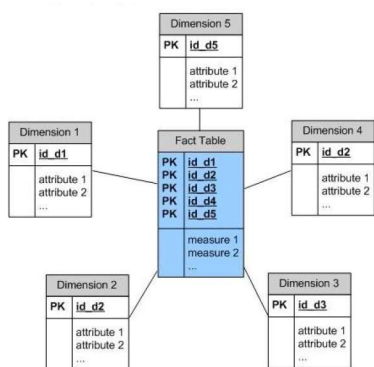 Dimension 5
PK id_d5
attribute 1
attribute 2
...
Dimension 1
PK id_d1
attribute 1
attribute 2
...
Fact Table
PK id_d1
PK id_d2
PK id_d3
PK id_d4
PK id_d5
measure 1
measure 2
...
Dimension 4
PK id_d2
attribute 1
attribute 2
...
Dimension 2
PK id_d2
attribute 1
attribute 2
...
Dimension 3
PK id_d3
attribute 1
attribute 2
...